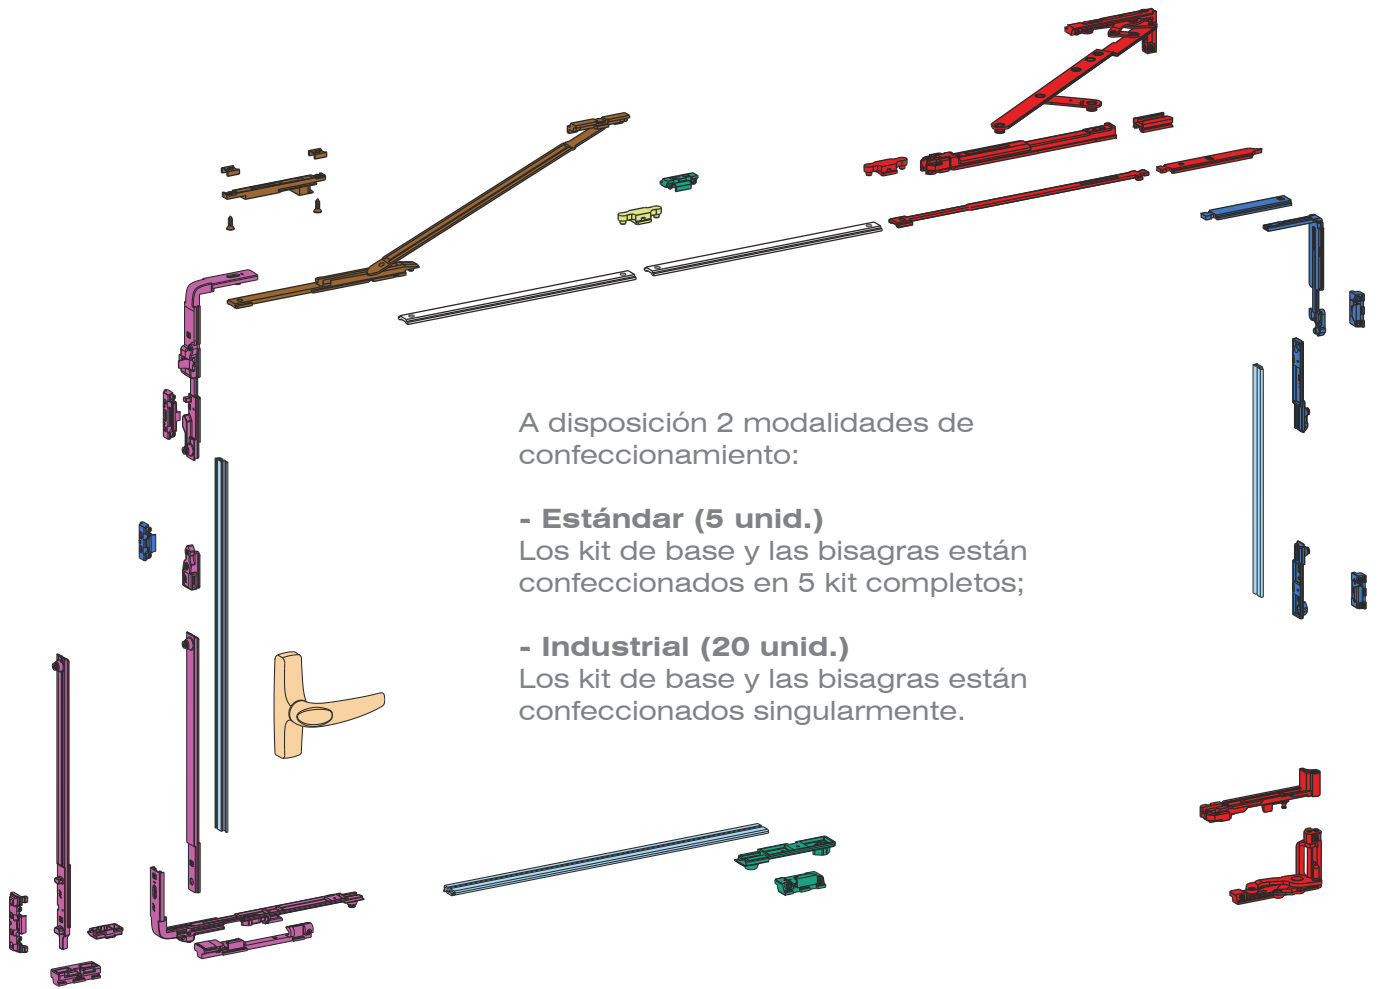 A disposición 2 modalidades de
confeccionamiento:
- Estándar (5 unid.)
Los kit de base y las bisagras están
confeccionados en 5 kit completos;
- Industrial (20 unid.)
Los kit de base y las bisagras están
confeccionados singularmente.